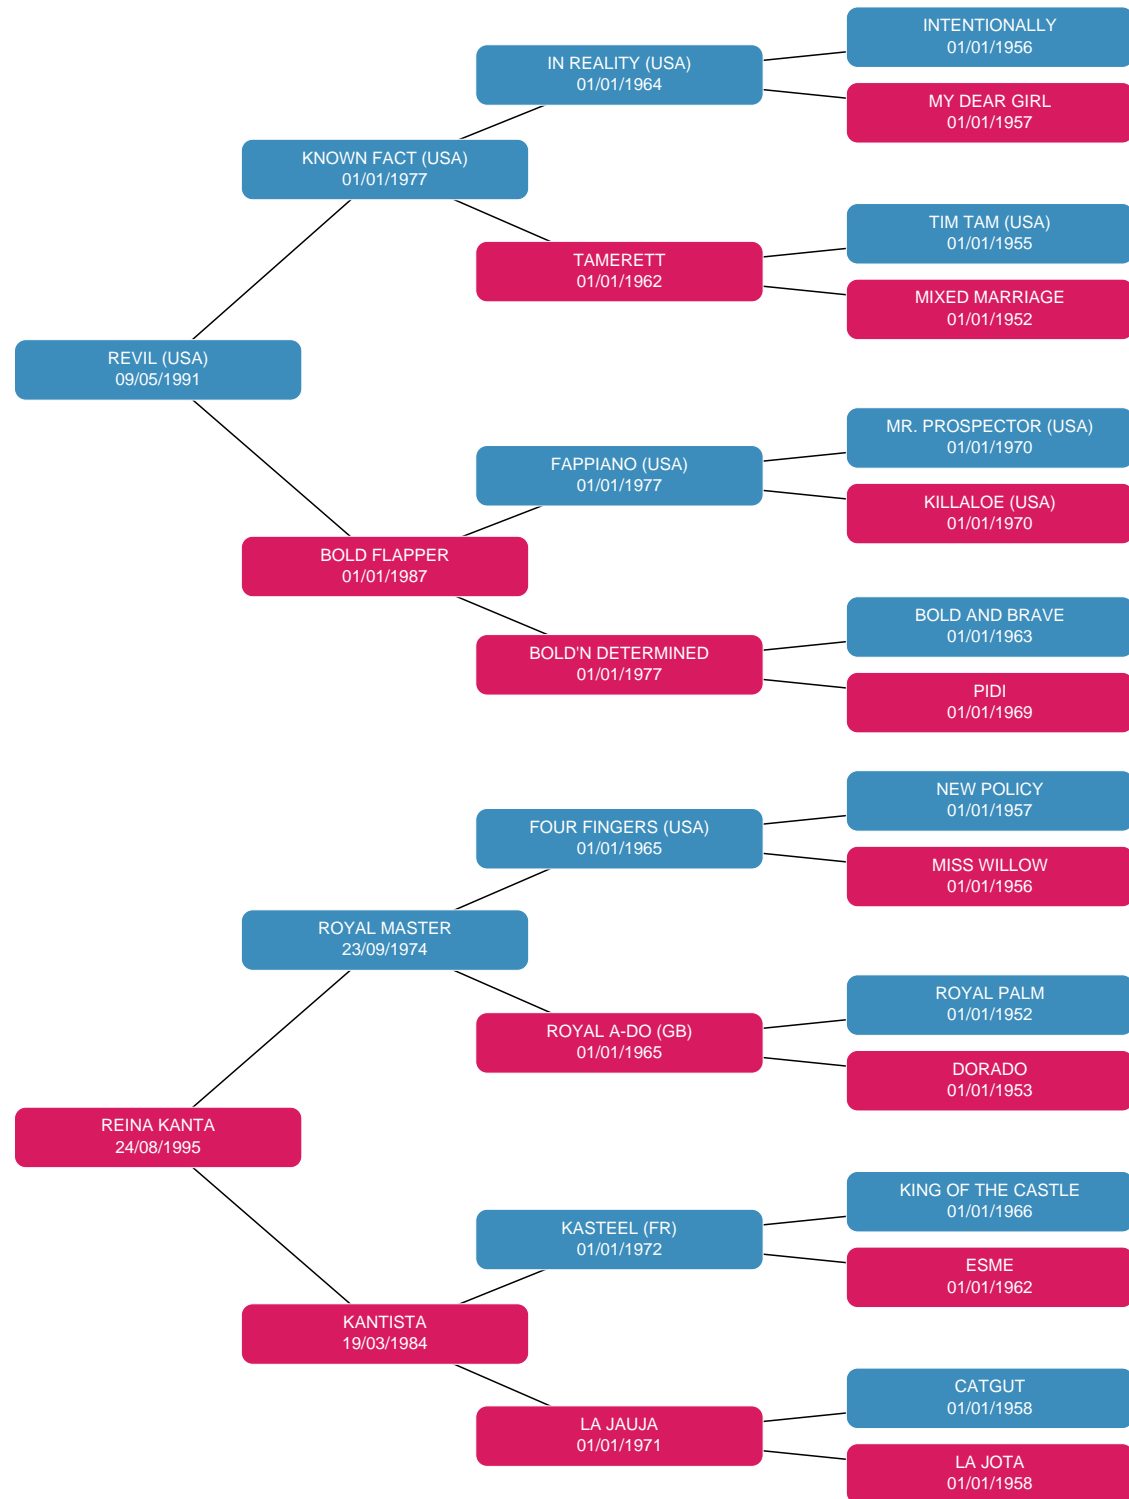 INTENTIONALLY
01/01/1956
IN REALITY (USA)
01/01/1964
MY DEAR GIRL
01/01/1957
KNOWN FACT (USA)
01/01/1977
TIM TAM (USA)
01/01/1955
TAMERETT
01/01/1962
MIXED MARRIAGE
01/01/1952
REVIL (USA)
09/05/1991
MR. PROSPECTOR (USA)
01/01/1970
FAPPIANO (USA)
01/01/1977
KILLALOE (USA)
01/01/1970
BOLD FLAPPER
01/01/1987
BOLD AND BRAVE
01/01/1963
BOLD'N DETERMINED
01/01/1977
PIDI
01/01/1969
NEW POLICY
01/01/1957
FOUR FINGERS (USA)
01/01/1965
MISS WILLOW
01/01/1956
ROYAL MASTER
23/09/1974
ROYAL PALM
01/01/1952
ROYAL A-DO (GB)
01/01/1965
DORADO
01/01/1953
REINA KANTA
24/08/1995
KING OF THE CASTLE
01/01/1966
KASTEEL (FR)
01/01/1972
ESME
01/01/1962
KANTISTA
19/03/1984
CATGUT
01/01/1958
LA JAUJA
01/01/1971
LA JOTA
01/01/1958